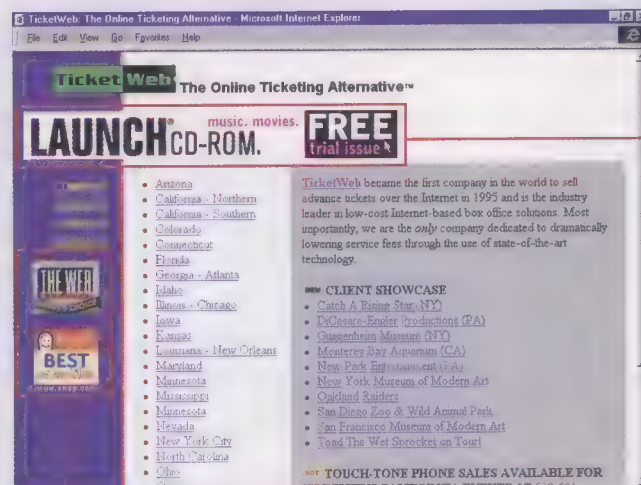 TicketWeb: The Online Ticketing Alternative - Microsoft Internet Explorer
File Edit View Go Favorites Help
TicketWeb The Online Ticketing Alternative™
LAUNCH® CD-ROM. music. movies. FREE trial issue
THE WEB
BEST
www.snap.com
• Arizona
• California - Northern
• California - Southern
• Colorado
• Connecticut
• Florida
• Georgia - Atlanta
• Idaho
• Illinois - Chicago
• Iowa
• Kansas
• Louisiana - New Orleans
• Maryland
• Minnesota
• Mississippi
• Minnesota
• Nevada
• New York City
• North Carolina
• Ohio
TicketWeb became the first company in the world to sell
advance tickets over the Internet in 1995 and is the industry
leader in low-cost Internet-based box office solutions. Most
importantly, we are the only company dedicated to dramatically
lowering service fees through the use of state-of-the-art
technology.
NEW CLIENT SHOWCASE
• Catch A Rising Star (NY)
• DiCesare-Engler Productions (PA)
• Guggenheim Museum (NY)
• Monterey Bay Aquarium (CA)
• New Park Entertainment (GA)
• New York Museum of Modern Art
• Oakland Raiders
• San Diego Zoo & Wild Animal Park
• San Francisco Museum of Modern Art
• Toad The Wet Sprocket on Tour!
HOT TOUCH-TONE PHONE SALES AVAILABLE FOR